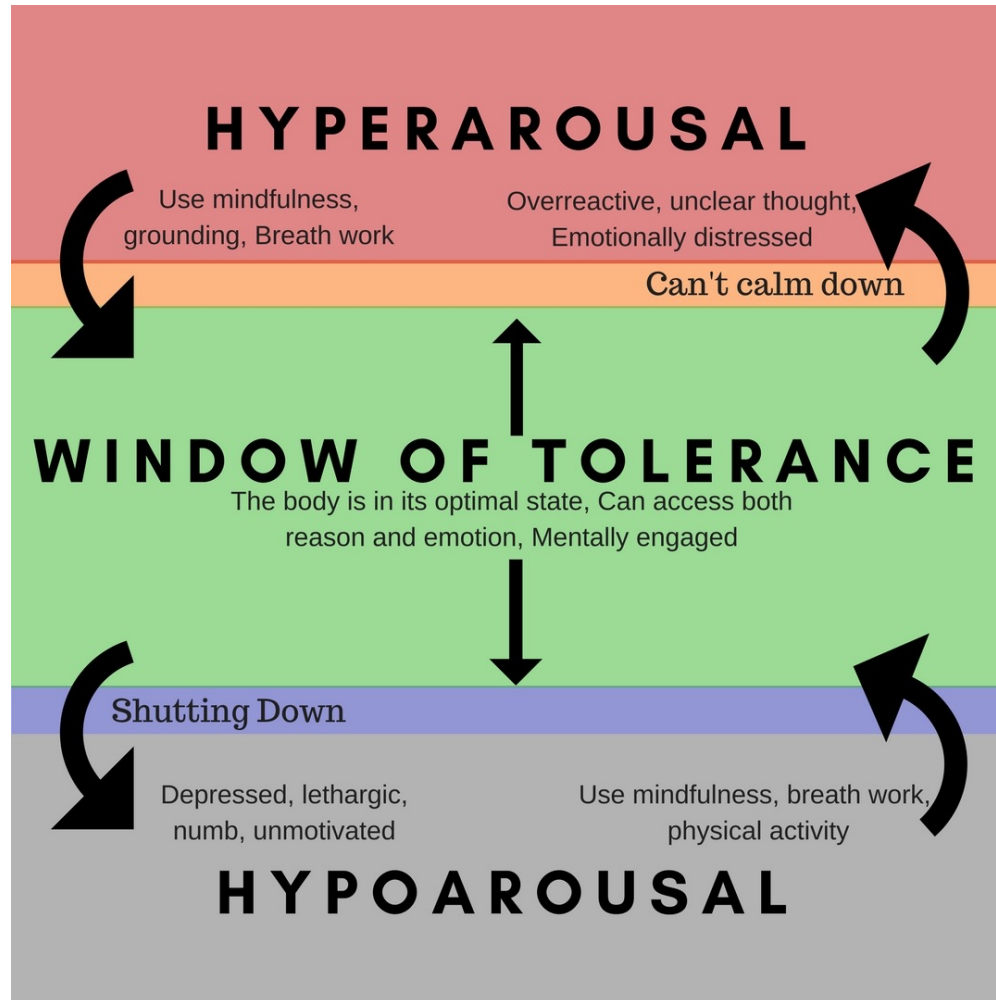 HYPERAROUSAL
Use mindfulness,
grounding, Breath work
Overreactive, unclear thought,
Emotionally distressed
Can't calm down
WINDOW OF TOLERANCE
The body is in its optimal state, Can access both
reason and emotion, Mentally engaged
Shutting Down
Depressed, lethargic,
numb, unmotivated
Use mindfulness, breath work,
physical activity
HYPOAROUSAL